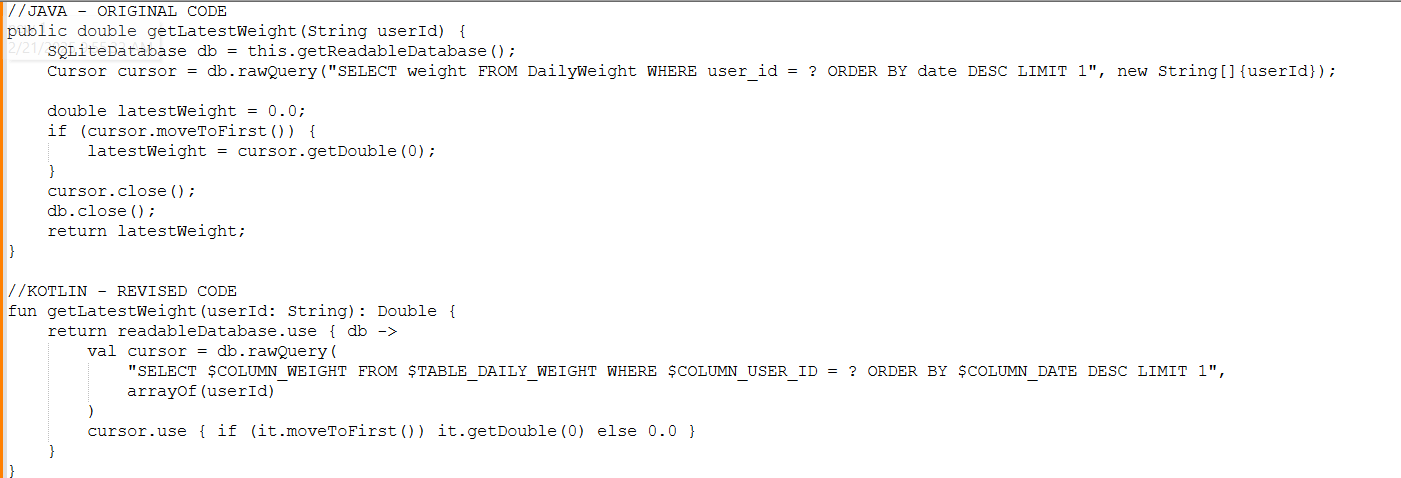 //JAVA - ORIGINAL CODE
public double getLatestWeight(String userId) {
    SQLiteDatabase db = this.getReadableDatabase();
    Cursor cursor = db.rawQuery("SELECT weight FROM DailyWeight WHERE user_id = ? ORDER BY date DESC LIMIT 1", new String[]{userId});

    double latestWeight = 0.0;
    if (cursor.moveToFirst()) {
        latestWeight = cursor.getDouble(0);
    }
    cursor.close();
    db.close();
    return latestWeight;
}

//KOTLIN - REVISED CODE
fun getLatestWeight(userId: String): Double {
    return readableDatabase.use { db ->
        val cursor = db.rawQuery(
            "SELECT $COLUMN_WEIGHT FROM $TABLE_DAILY_WEIGHT WHERE $COLUMN_USER_ID = ? ORDER BY $COLUMN_DATE DESC LIMIT 1",
            arrayOf(userId)
        )
        cursor.use { if (it.moveToFirst()) it.getDouble(0) else 0.0 }
    }
}